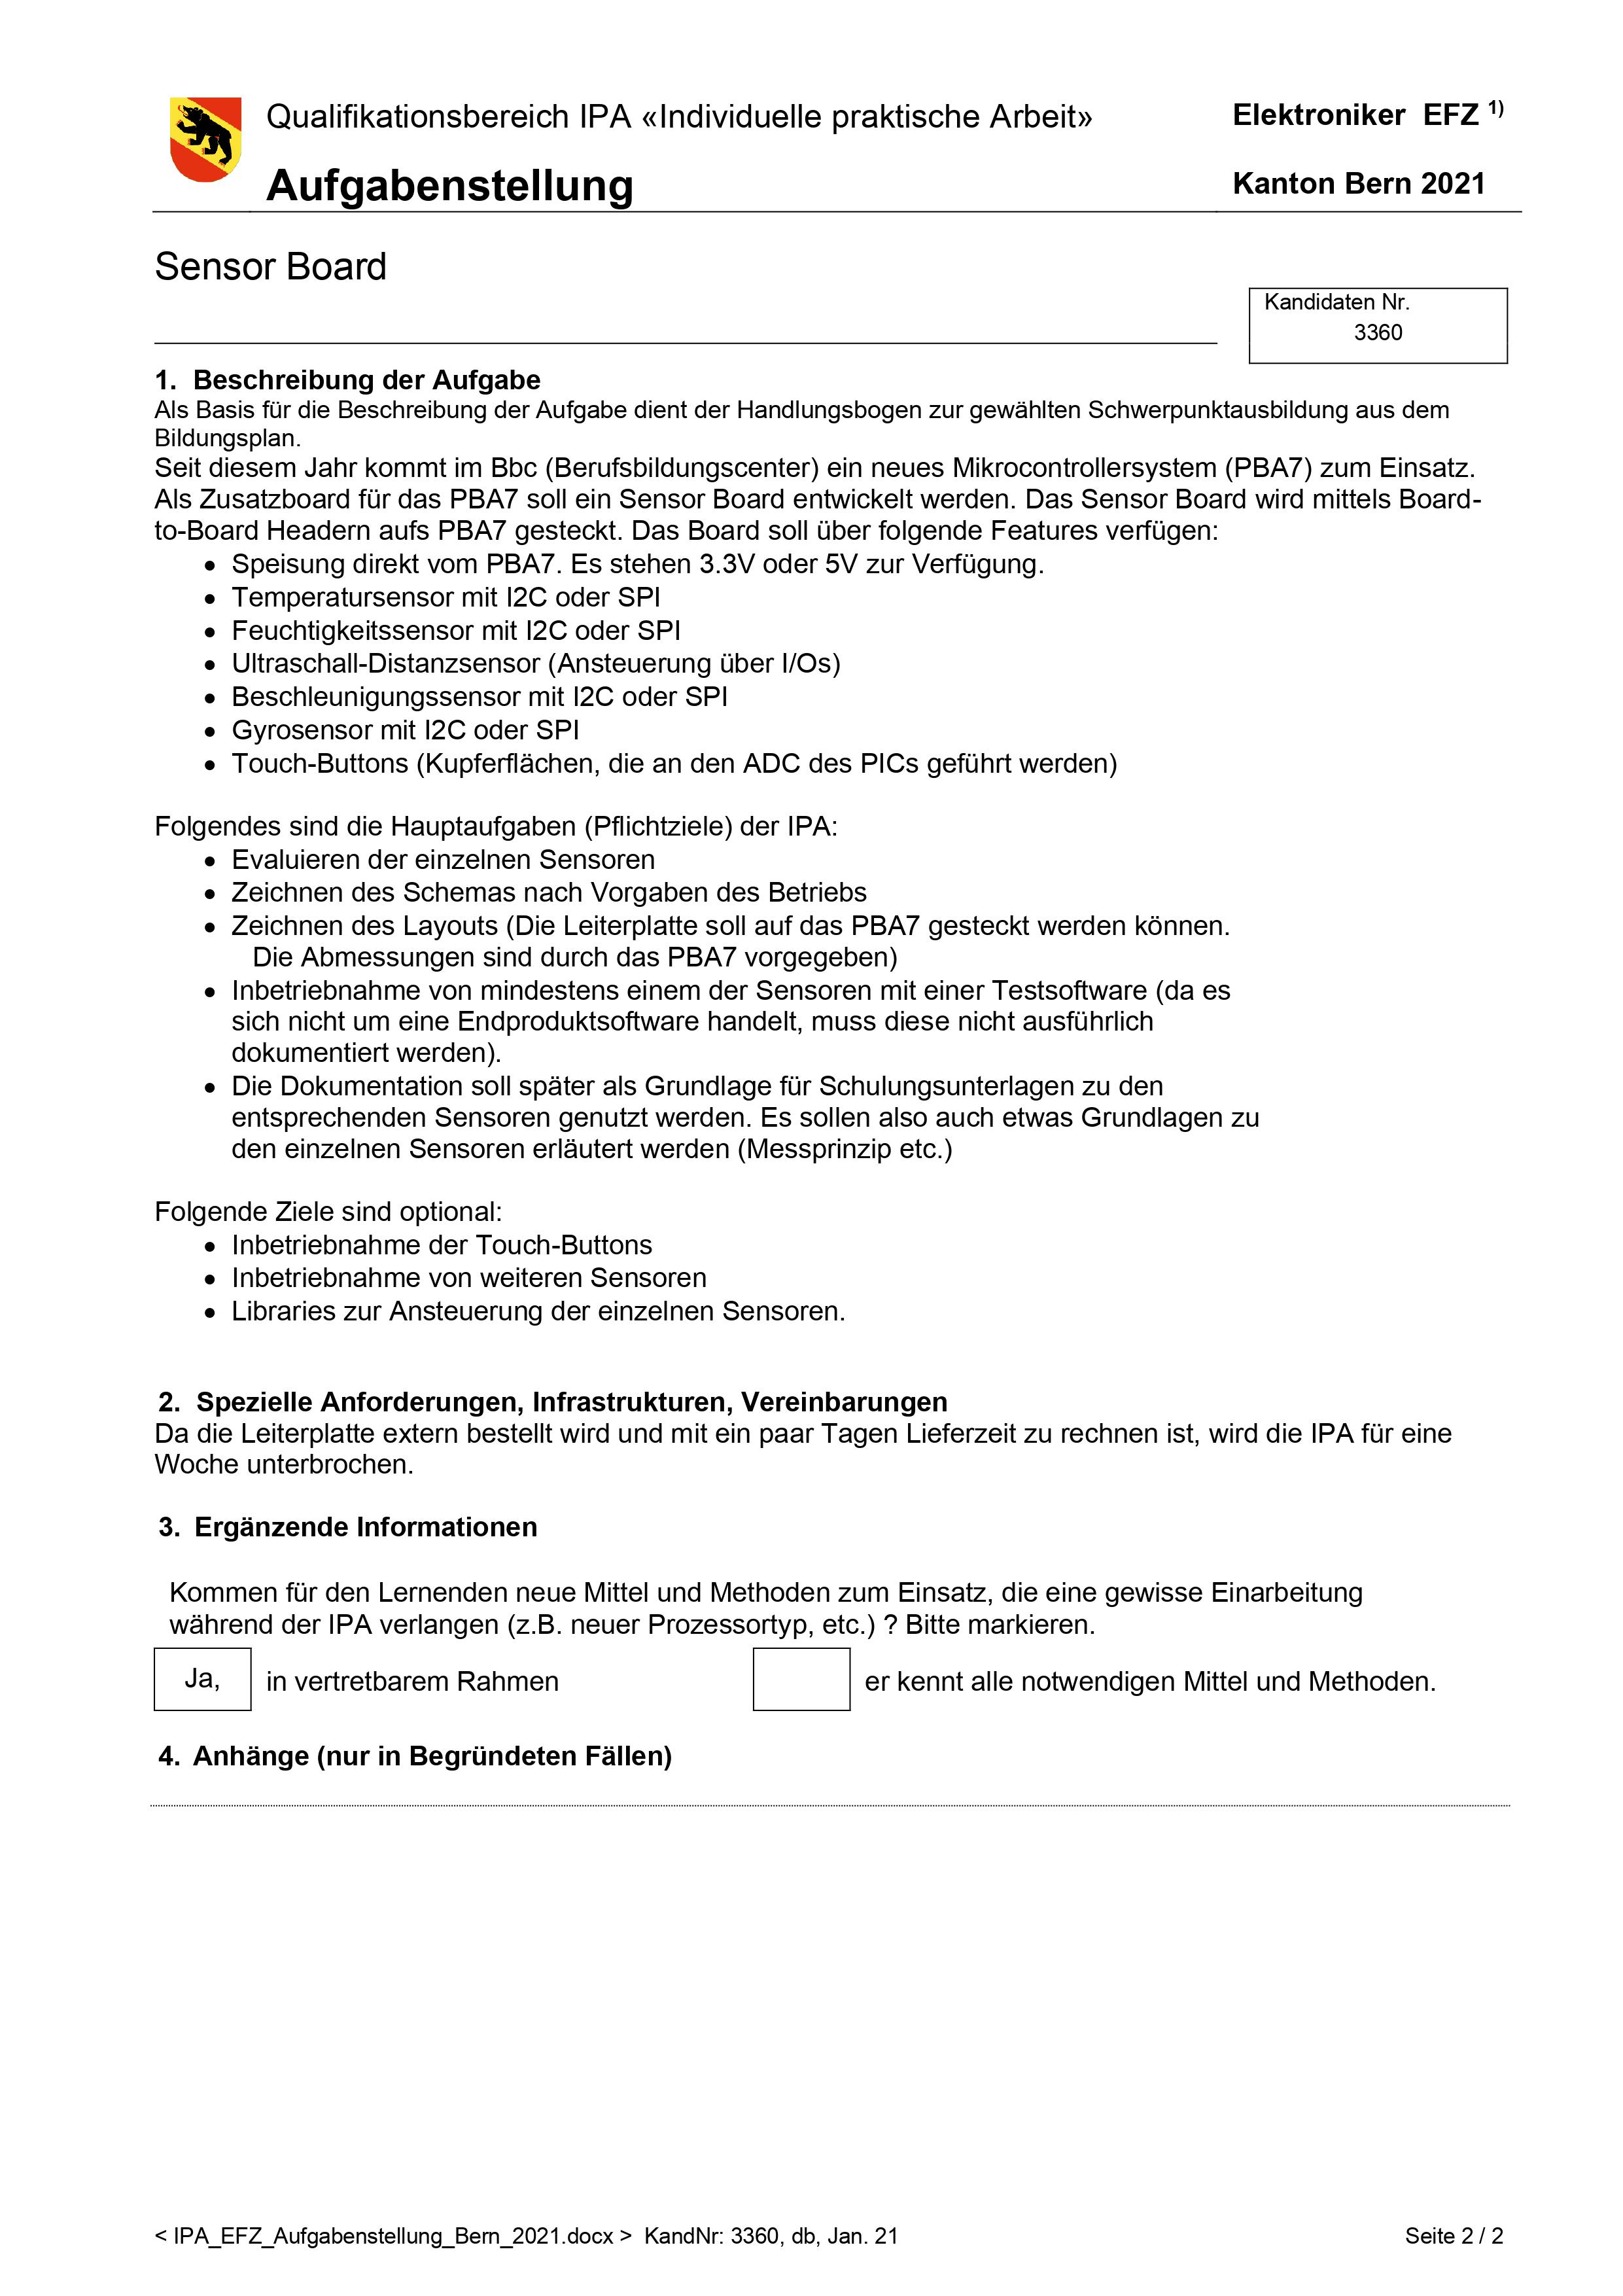 Qualifikationsbereich IPA «Individuelle praktische Arbeit»
Elektroniker EFZ 1)
Aufgabenstellung
Kanton Bern 2021
Sensor Board
Kandidaten Nr.
3360
1. Beschreibung der Aufgabe
Als Basis für die Beschreibung der Aufgabe dient der Handlungsbogen zur gewählten Schwerpunktausbildung aus dem
Bildungsplan.
Seit diesem Jahr kommt im Bbc (Berufsbildungscenter) ein neues Mikrocontrollersystem (PBA7) zum Einsatz.
Als Zusatzboard für das PBA7 soll ein Sensor Board entwickelt werden. Das Sensor Board wird mittels Board-
to-Board Headern aufs PBA7 gesteckt. Das Board soll über folgende Features verfügen:
• Speisung direkt vom PBA7. Es stehen 3.3V oder 5V zur Verfügung.
• Temperatursensor mit I2C oder SPI
• Feuchtigkeitssensor mit I2C oder SPI
• Ultraschall-Distanzsensor (Ansteuerung über I/Os)
• Beschleunigungssensor mit I2C oder SPI
• Gyrosensor mit I2C oder SPI
• Touch-Buttons (Kupferflächen, die an den ADC des PICs geführt werden)
Folgendes sind die Hauptaufgaben (Pflichtziele) der IPA:
• Evaluieren der einzelnen Sensoren
• Zeichnen des Schemas nach Vorgaben des Betriebs
• Zeichnen des Layouts (Die Leiterplatte soll auf das PBA7 gesteckt werden können.
Die Abmessungen sind durch das PBA7 vorgegeben)
• Inbetriebnahme von mindestens einem der Sensoren mit einer Testsoftware (da es
sich nicht um eine Endproduktsoftware handelt, muss diese nicht ausführlich
dokumentiert werden).
• Die Dokumentation soll später als Grundlage für Schulungsunterlagen zu den
entsprechenden Sensoren genutzt werden. Es sollen also auch etwas Grundlagen zu
den einzelnen Sensoren erläutert werden (Messprinzip etc.)
Folgende Ziele sind optional:
• Inbetriebnahme der Touch-Buttons
• Inbetriebnahme von weiteren Sensoren
• Libraries zur Ansteuerung der einzelnen Sensoren.
2. Spezielle Anforderungen, Infrastrukturen, Vereinbarungen
Da die Leiterplatte extern bestellt wird und mit ein paar Tagen Lieferzeit zu rechnen ist, wird die IPA für eine
Woche unterbrochen.
3. Ergänzende Informationen
Kommen für den Lernenden neue Mittel und Methoden zum Einsatz, die eine gewisse Einarbeitung
während der IPA verlangen (z.B. neuer Prozessortyp, etc.) ? Bitte markieren.
Ja, in vertretbarem Rahmen
er kennt alle notwendigen Mittel und Methoden.
4. Anhänge (nur in Begründeten Fällen)
< IPA_EFZ_Aufgabenstellung_Bern_2021.docx > KandNr: 3360, db, Jan. 21
Seite 2 / 2